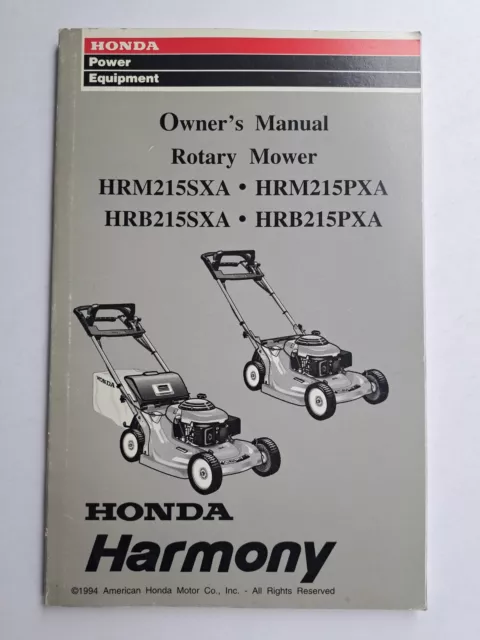 HONDA
Power
Equipment
Owner's Manual
Rotary Mower
HRM215SXA • HRM215PXA
HRB215SXA • HRB215PXA
HONDA
HONDA
Harmony
©1994 American Honda Motor Co., Inc. - All Rights Reserved